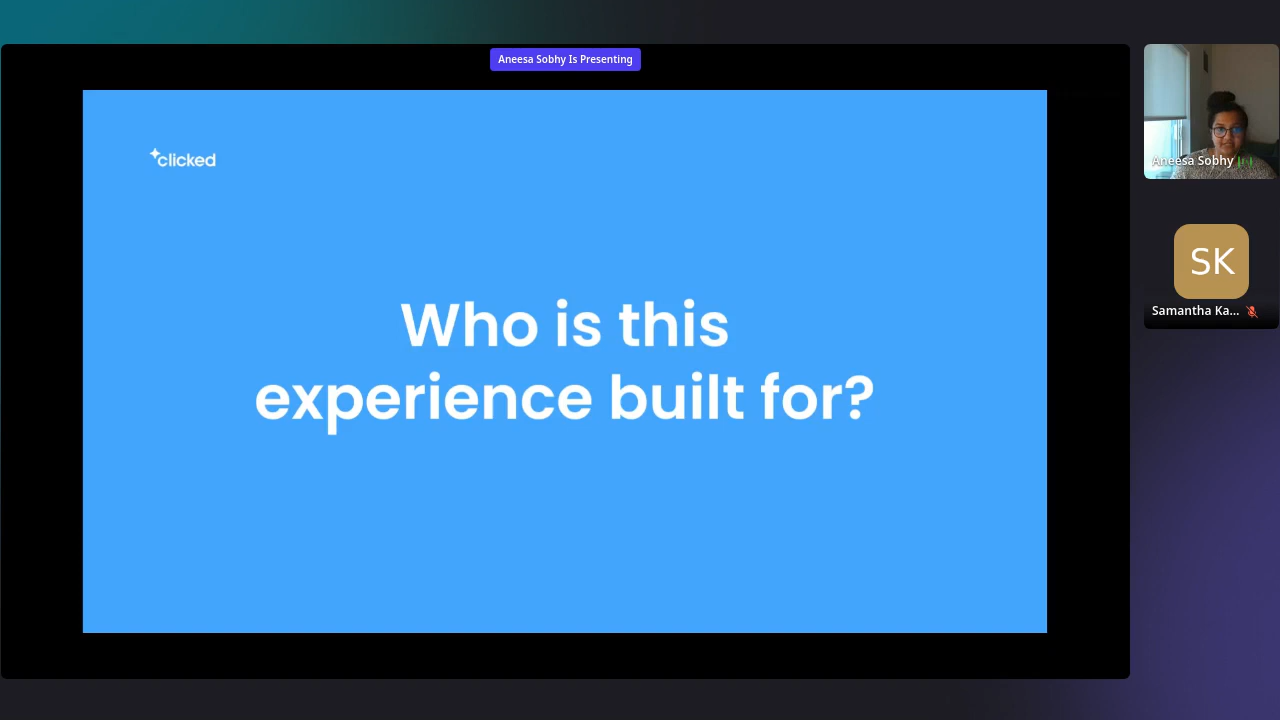 Aneesa Sobhy Is Presenting
clicked
Who is this
experience built for?
Aneesa Sobhy
SK
Samantha Ka...